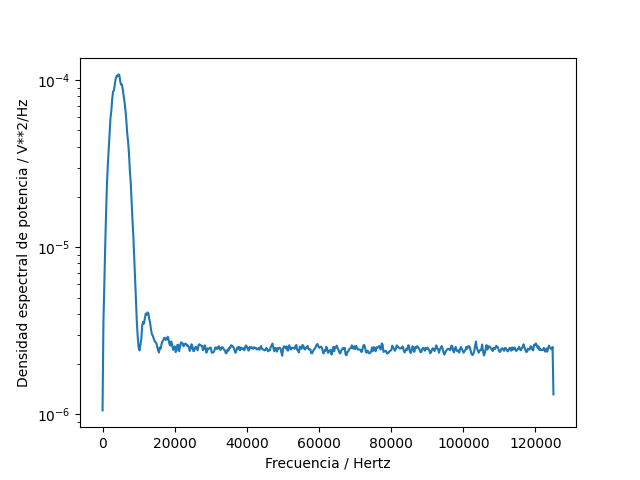 10⁻⁴
10⁻⁵
10⁻⁶
Densidad espectral de potencia / V**2/Hz
0 20000 40000 60000 80000 100000 120000
Frecuencia / Hertz